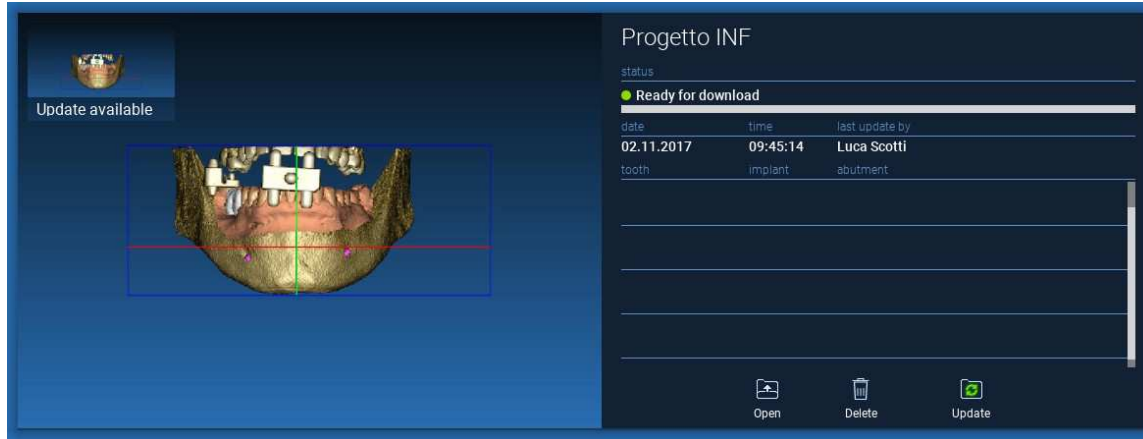 Update available
Progetto INF
status
Ready for download
date time last update by
02.11.2017 09:45:14 Luca Scotti
tooth implant abutment
Open Delete Update